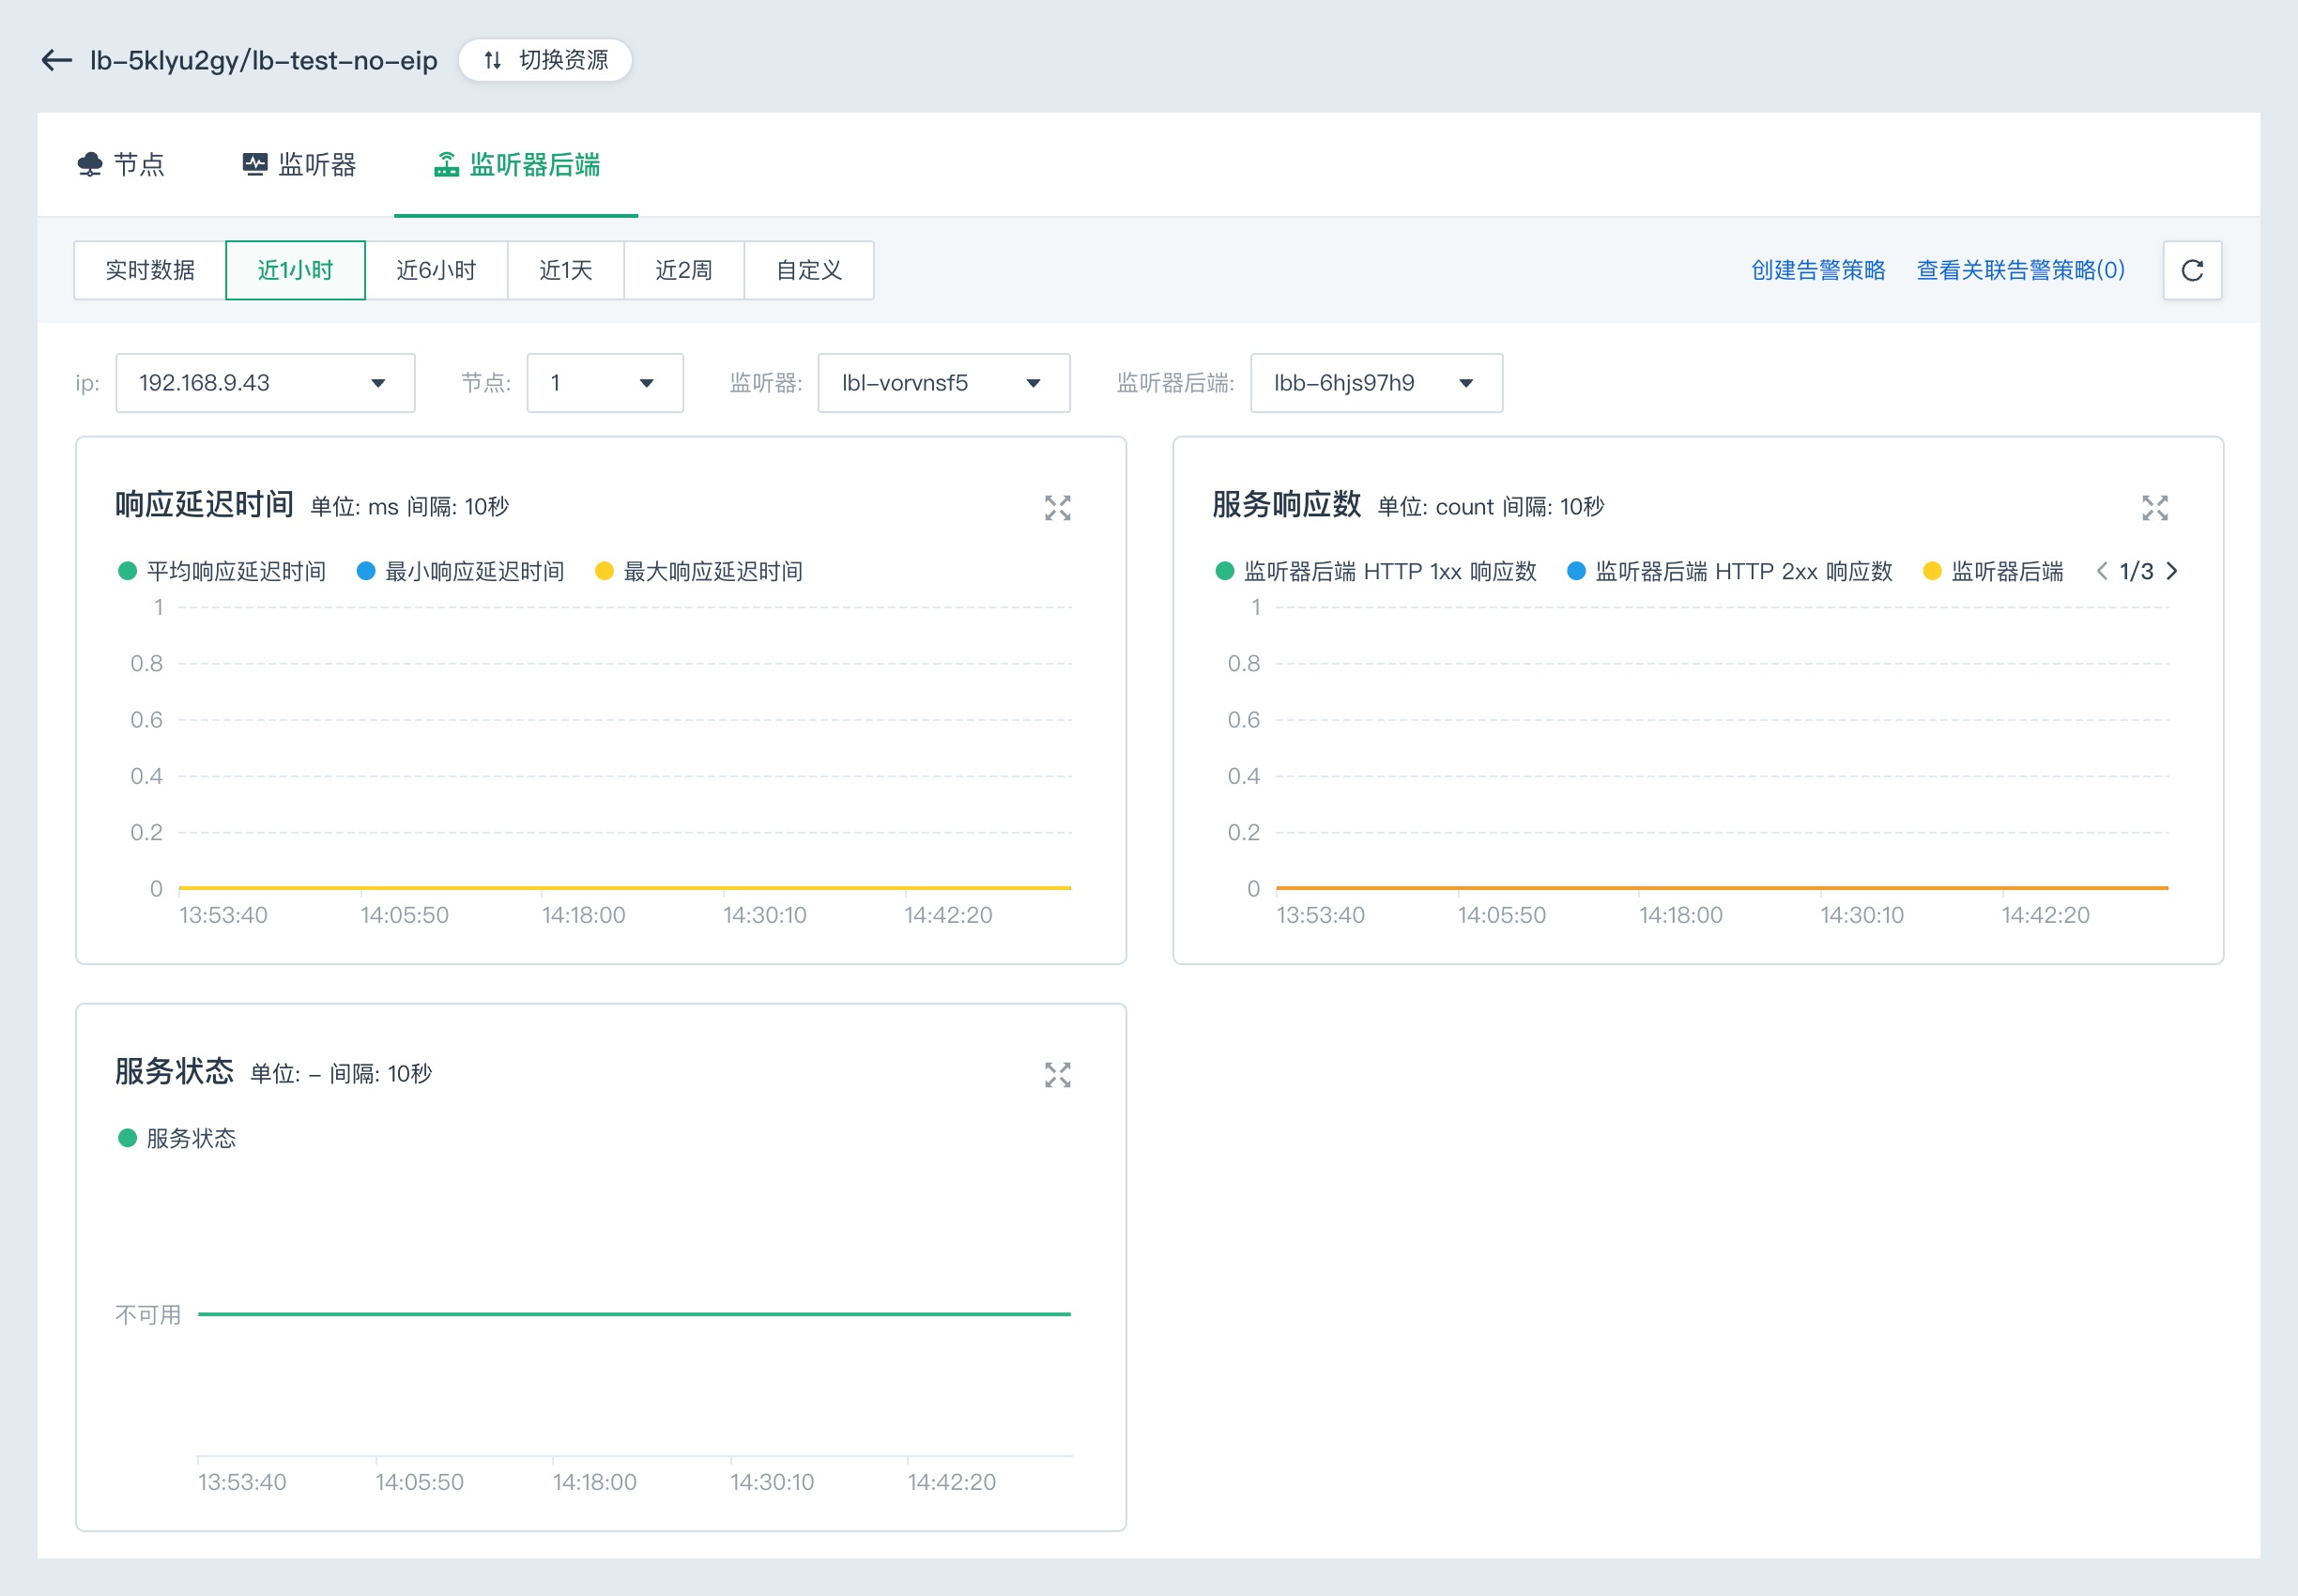 lb-5klyu2gy/lb-test-no-eip 切换资源
节点 监听器 监听器后端
实时数据 近1小时 近6小时 近1天 近2周 自定义 创建告警策略 查看关联告警策略(0)
ip: 192.168.9.43 节点: 1 监听器: lbl-vorvnsf5 监听器后端: lbb-6hjs97h9
响应延迟时间 单位: ms 间隔: 10秒
平均响应延迟时间 最小响应延迟时间 最大响应延迟时间
1
0.8
0.6
0.4
0.2
0
13:53:40 14:05:50 14:18:00 14:30:10 14:42:20
服务响应数 单位: count 间隔: 10秒
监听器后端 HTTP 1xx 响应数 监听器后端 HTTP 2xx 响应数 监听器后端 1/3
1
0.8
0.6
0.4
0.2
0
13:53:40 14:05:50 14:18:00 14:30:10 14:42:20
服务状态 单位: - 间隔: 10秒
服务状态
不可用
13:53:40 14:05:50 14:18:00 14:30:10 14:42:20